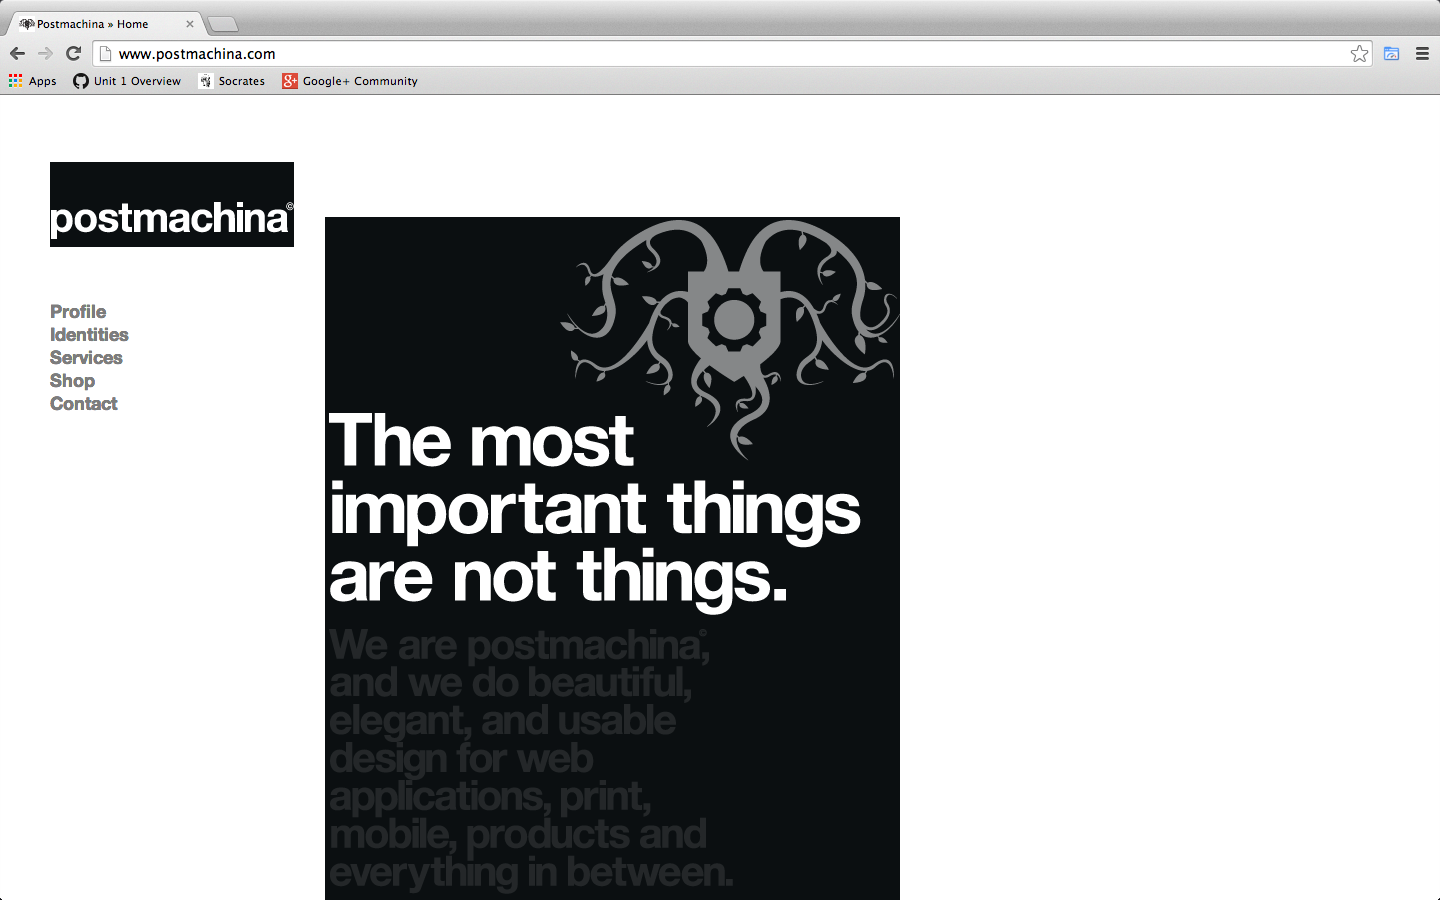 Postmachina » Home
www.postmachina.com
Apps Unit 1 Overview Socrates Google+ Community
postmachina©
Profile
Identities
Services
Shop
Contact
The most
important things
are not things.
We are postmachina©,
and we do beautiful,
elegant, and usable
design for web
applications, print,
mobile, products and
everything in between.